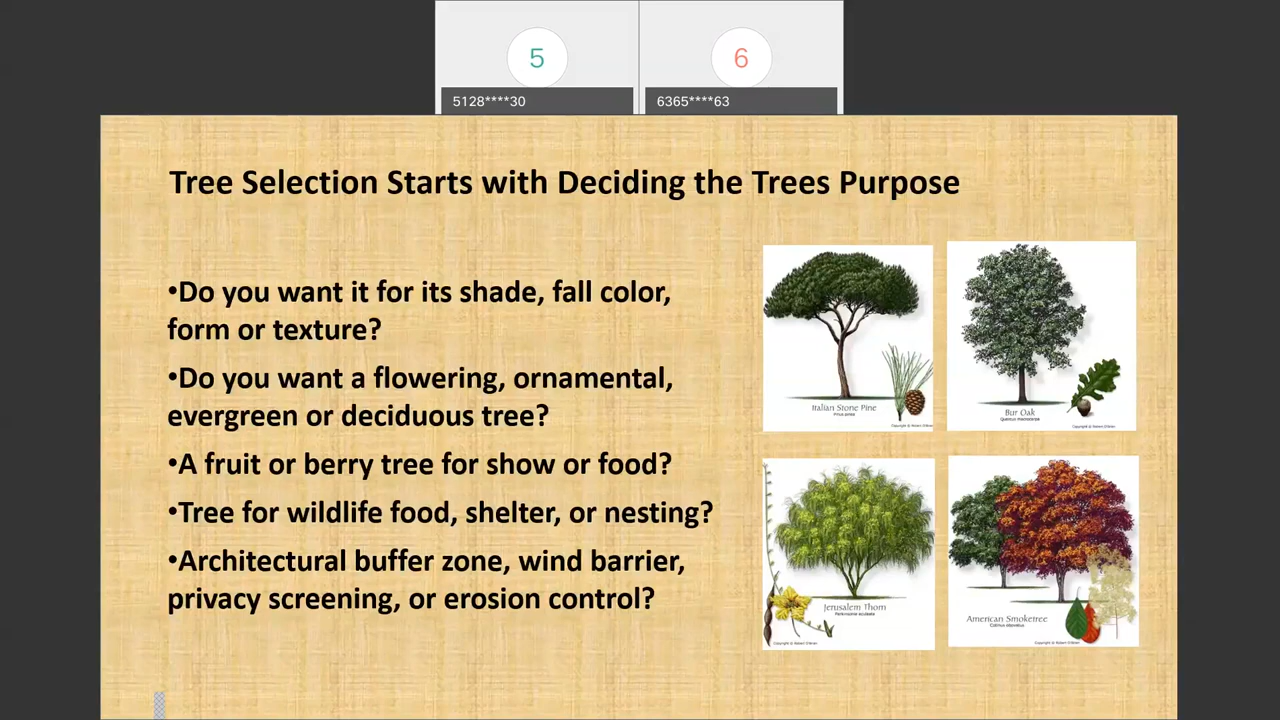 5
6
5128****30
6365****63
Tree Selection Starts with Deciding the Trees Purpose
•Do you want it for its shade, fall color,
form or texture?
•Do you want a flowering, ornamental,
evergreen or deciduous tree?
•A fruit or berry tree for show or food?
•Tree for wildlife food, shelter, or nesting?
•Architectural buffer zone, wind barrier,
privacy screening, or erosion control?
Italian Stone Pine
Bur Oak
Jerusalem Thorn
American Smoketree